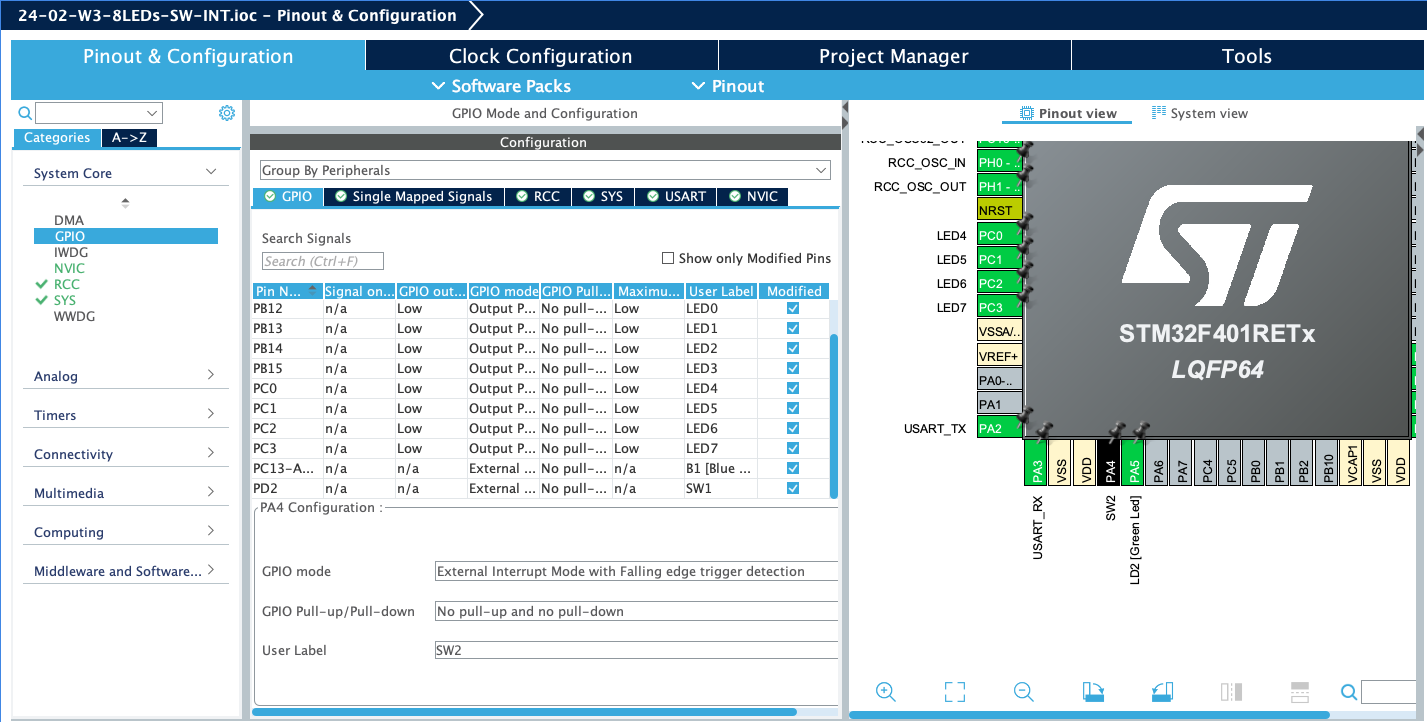 24-02-W3-8LEDs-SW-INT.ioc - Pinout & Configuration
Pinout & Configuration
Clock Configuration
Project Manager
Tools
Software Packs
Pinout
Categories
A->Z
System Core
DMA
GPIO
IWDG
NVIC
RCC
SYS
WWDG
Analog
Timers
Connectivity
Multimedia
Computing
Middleware and Software...
GPIO Mode and Configuration
Configuration
Group By Peripherals
GPIO Single Mapped Signals RCC SYS USART NVIC
Search Signals
Search (Ctrl+F)
Show only Modified Pins
Pin N... Signal on... GPIO out... GPIO mode GPIO Pull... Maximu... User Label Modified
PB12 n/a Low Output P... No pull-... Low LED0
PB13 n/a Low Output P... No pull-... Low LED1
PB14 n/a Low Output P... No pull-... Low LED2
PB15 n/a Low Output P... No pull-... Low LED3
PC0 n/a Low Output P... No pull-... Low LED4
PC1 n/a Low Output P... No pull-... Low LED5
PC2 n/a Low Output P... No pull-... Low LED6
PC3 n/a Low Output P... No pull-... Low LED7
PC13-A... n/a n/a External ... No pull-... n/a B1 [Blue ...
PD2 n/a n/a External ... No pull-... n/a SW1
PA4 Configuration :
GPIO mode
External Interrupt Mode with Falling edge trigger detection
GPIO Pull-up/Pull-down
No pull-up and no pull-down
User Label
SW2
Pinout view
System view
RCC_OSC_IN PH0 - ..
RCC_OSC_OUT PH1 - ..
NRST
LED4 PC0
LED5 PC1
LED6 PC2
LED7 PC3
VSSA/..
VREF+
PA0-..
PA1
USART_TX PA2
STM32F401RETx
LQFP64
PA3
VSS
VDD
PA4
PA5
PA6
PA7
PC4
PC5
PB0
PB1
PB2
PB10
VCAP1
VSS
VDD
USART_RX
SW2
LD2 [Green Led]